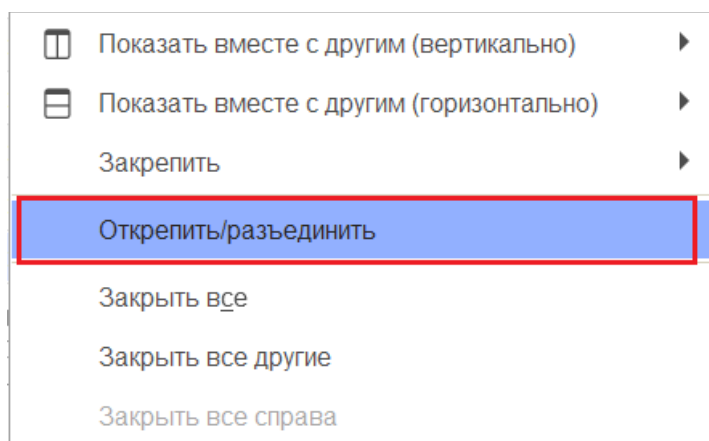 Показать вместе с другим (вертикально)
Показать вместе с другим (горизонтально)
Закрепить
Открепить/разъединить
Закрыть все
Закрыть все другие
Закрыть все справа